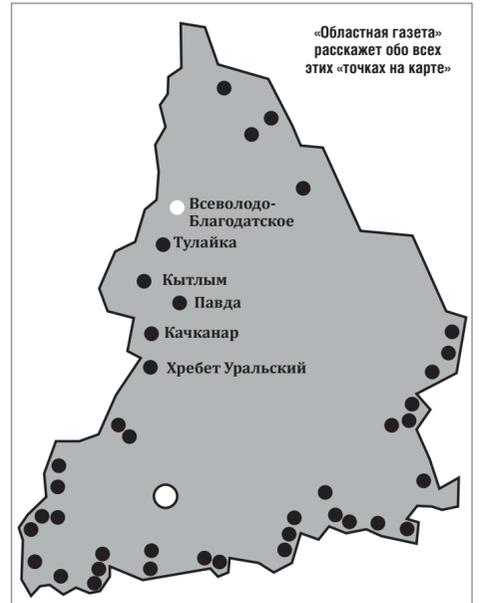 «Областная газета»
расскажет обо всех
этих «точках на карте»
Всеволодо-
Благодатское
Тулайка
Кытлым
Павда
Качканар
Хребет Уральский